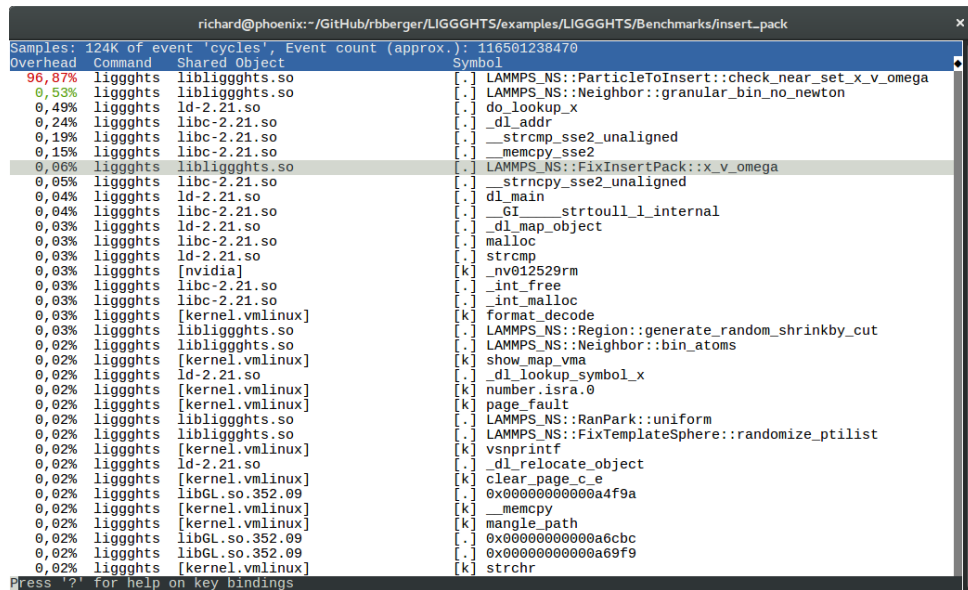 richard@phoenix:~/GitHub/rbberger/LIGGGHTS/examples/LIGGGHTS/Benchmarks/insert_pack ×
Samples: 124K of event 'cycles', Event count (approx.): 116501238470
Overhead Command Shared Object Symbol
96,87% liggghts libliggghts.so [.] LAMMPS_NS::ParticleToInsert::check_near_set_x_v_omega
0,53% liggghts libliggghts.so [.] LAMMPS_NS::Neighbor::granular_bin_no_newton
0,49% liggghts ld-2.21.so [.] do_lookup_x
0,24% liggghts libc-2.21.so [.] _dl_addr
0,19% liggghts libc-2.21.so [.] __strcmp_sse2_unaligned
0,15% liggghts libc-2.21.so [.] __memcpy_sse2
0,06% liggghts libliggghts.so [.] LAMMPS_NS::FixInsertPack::x_v_omega
0,05% liggghts libc-2.21.so [.] __strncpy_sse2_unaligned
0,04% liggghts ld-2.21.so [.] dl_main
0,04% liggghts libc-2.21.so [.] __GI_____strtoull_l_internal
0,03% liggghts ld-2.21.so [.] _dl_map_object
0,03% liggghts libc-2.21.so [.] malloc
0,03% liggghts ld-2.21.so [.] strcmp
0,03% liggghts [nvidia] [k] _nv012529rm
0,03% liggghts libc-2.21.so [.] _int_free
0,03% liggghts libc-2.21.so [.] _int_malloc
0,03% liggghts [kernel.vmlinux] [k] format_decode
0,03% liggghts libliggghts.so [.] LAMMPS_NS::Region::generate_random_shrinkby_cut
0,02% liggghts libliggghts.so [.] LAMMPS_NS::Neighbor::bin_atoms
0,02% liggghts [kernel.vmlinux] [k] show_map_vma
0,02% liggghts ld-2.21.so [.] _dl_lookup_symbol_x
0,02% liggghts [kernel.vmlinux] [k] number.isra.0
0,02% liggghts [kernel.vmlinux] [k] page_fault
0,02% liggghts libliggghts.so [.] LAMMPS_NS::RanPark::uniform
0,02% liggghts libliggghts.so [.] LAMMPS_NS::FixTemplateSphere::randomize_ptilist
0,02% liggghts [kernel.vmlinux] [k] vsnprintf
0,02% liggghts ld-2.21.so [.] _dl_relocate_object
0,02% liggghts [kernel.vmlinux] [k] clear_page_c_e
0,02% liggghts libGL.so.352.09 [.] 0x00000000000a4f9a
0,02% liggghts [kernel.vmlinux] [k] __memcpy
0,02% liggghts [kernel.vmlinux] [k] mangle_path
0,02% liggghts libGL.so.352.09 [.] 0x00000000000a6cbc
0,02% liggghts libGL.so.352.09 [.] 0x00000000000a69f9
0,02% liggghts [kernel.vmlinux] [k] strchr
Press '?' for help on key bindings